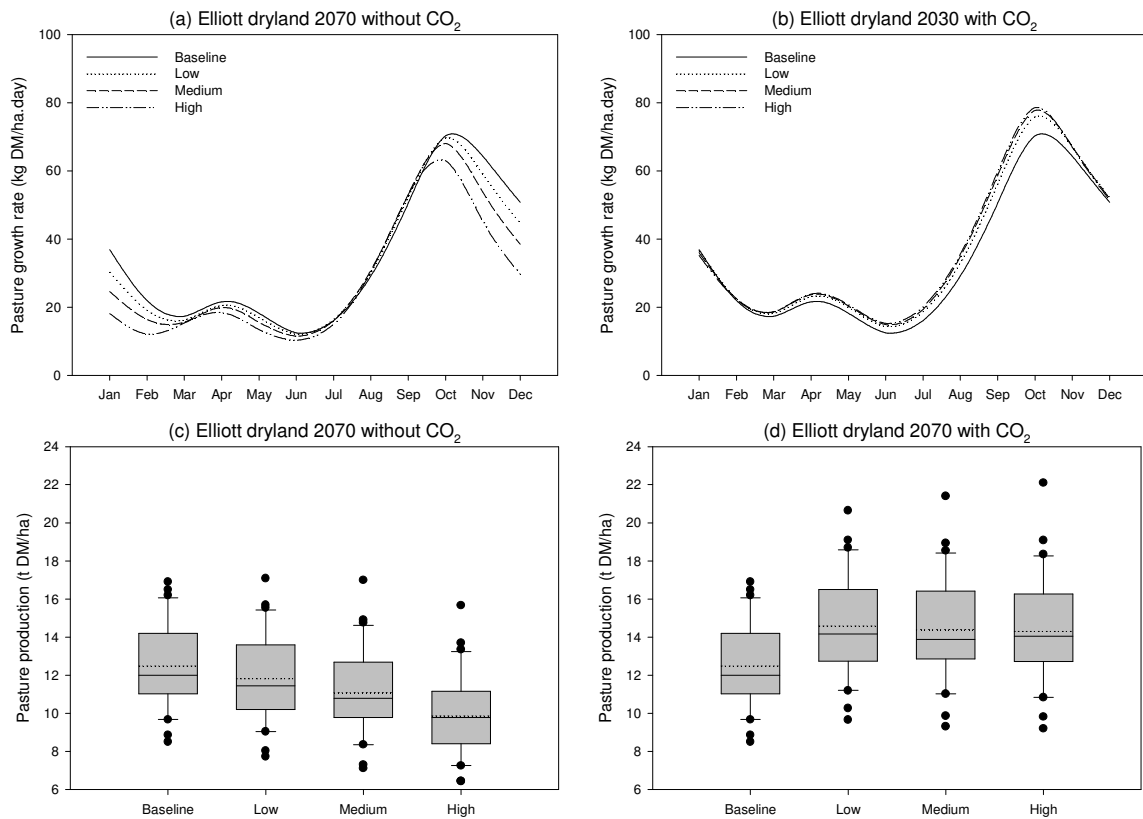 (a) Elliott dryland 2070 without CO2
Pasture growth rate (kg DM/ha.day)
100
80
60
40
20
0
Baseline
Low
Medium
High
Jan Feb Mar Apr May Jun Jul Aug Sep Oct Nov Dec
(b) Elliott dryland 2030 with CO2
Pasture growth rate (kg DM/ha.day)
100
80
60
40
20
0
Baseline
Low
Medium
High
Jan Feb Mar Apr May Jun Jul Aug Sep Oct Nov Dec
(c) Elliott dryland 2070 without CO2
Pasture production (t DM/ha)
24
22
20
18
16
14
12
10
8
6
Baseline Low Medium High
(d) Elliott dryland 2070 with CO2
Pasture production (t DM/ha)
24
22
20
18
16
14
12
10
8
6
Baseline Low Medium High